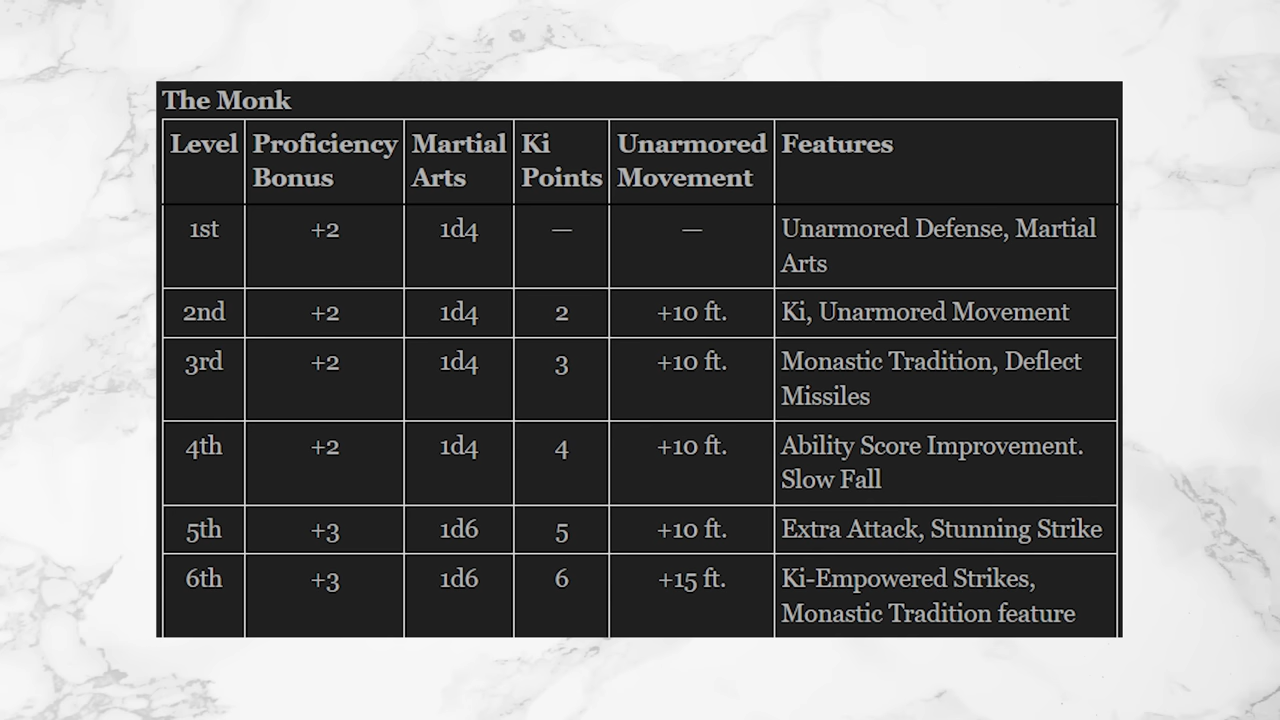 The Monk
Level Proficiency Bonus Martial Arts Ki Points Unarmored Movement Features
1st +2 1d4 — — Unarmored Defense, Martial Arts
2nd +2 1d4 2 +10 ft. Ki, Unarmored Movement
3rd +2 1d4 3 +10 ft. Monastic Tradition, Deflect Missiles
4th +2 1d4 4 +10 ft. Ability Score Improvement. Slow Fall
5th +3 1d6 5 +10 ft. Extra Attack, Stunning Strike
6th +3 1d6 6 +15 ft. Ki-Empowered Strikes, Monastic Tradition feature